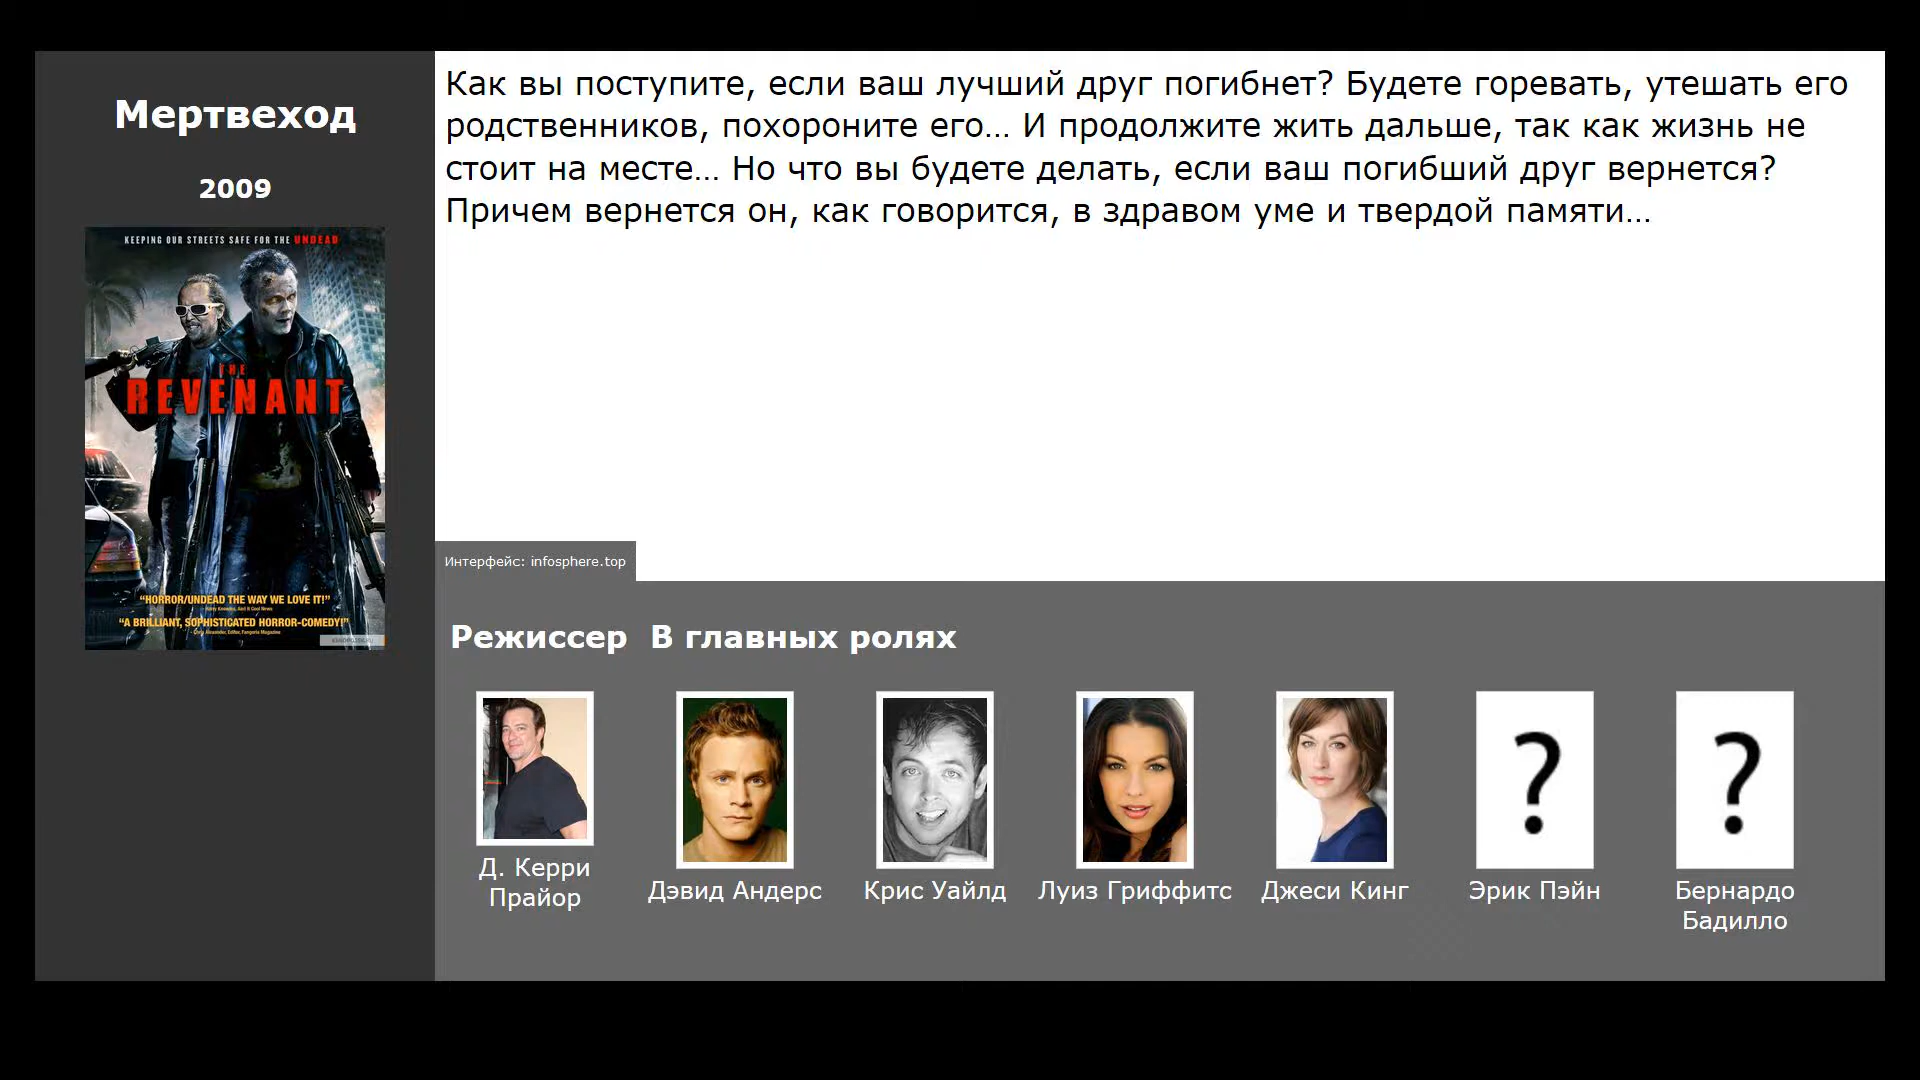 Мертвеход
2009
KEEPING OUR STREETS SAFE FOR THE UNDEAD
THE
REVENANT
"HORROR/UNDEAD THE WAY WE LOVE IT!"
"A BRILLIANT, SOPHISTICATED HORROR-COMEDY!"
Как вы поступите, если ваш лучший друг погибнет? Будете горевать, утешать его
родственников, похороните его... И продолжите жить дальше, так как жизнь не
стоит на месте... Но что вы будете делать, если ваш погибший друг вернется?
Причем вернется он, как говорится, в здравом уме и твердой памяти...
Интерфейс: infosphere.top
Режиссер В главных ролях
Д. Керри
Прайор
Дэвид Андерс
Крис Уайлд
Луиз Гриффитс
Джеси Кинг
Эрик Пэйн
Бернардо
Бадилло